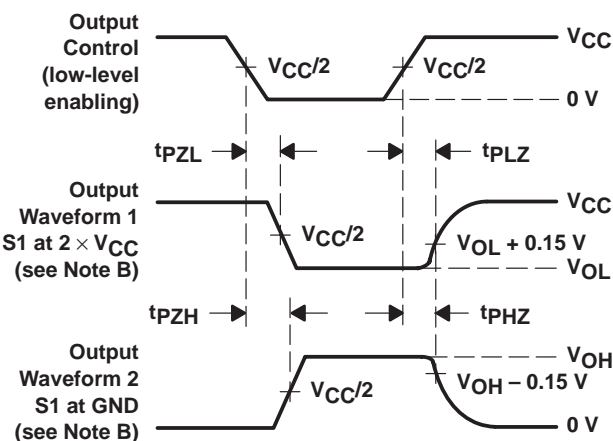 Output
Control
(low-level
enabling)
VCC
VCC/2
VCC/2
0 V
tPZL
tPLZ
Output
Waveform 1
S1 at 2 × VCC
(see Note B)
VCC
VCC/2
VOL + 0.15 V
VOL
tPZH
tPHZ
Output
Waveform 2
S1 at GND
(see Note B)
VOH
VCC/2
VOH – 0.15 V
0 V